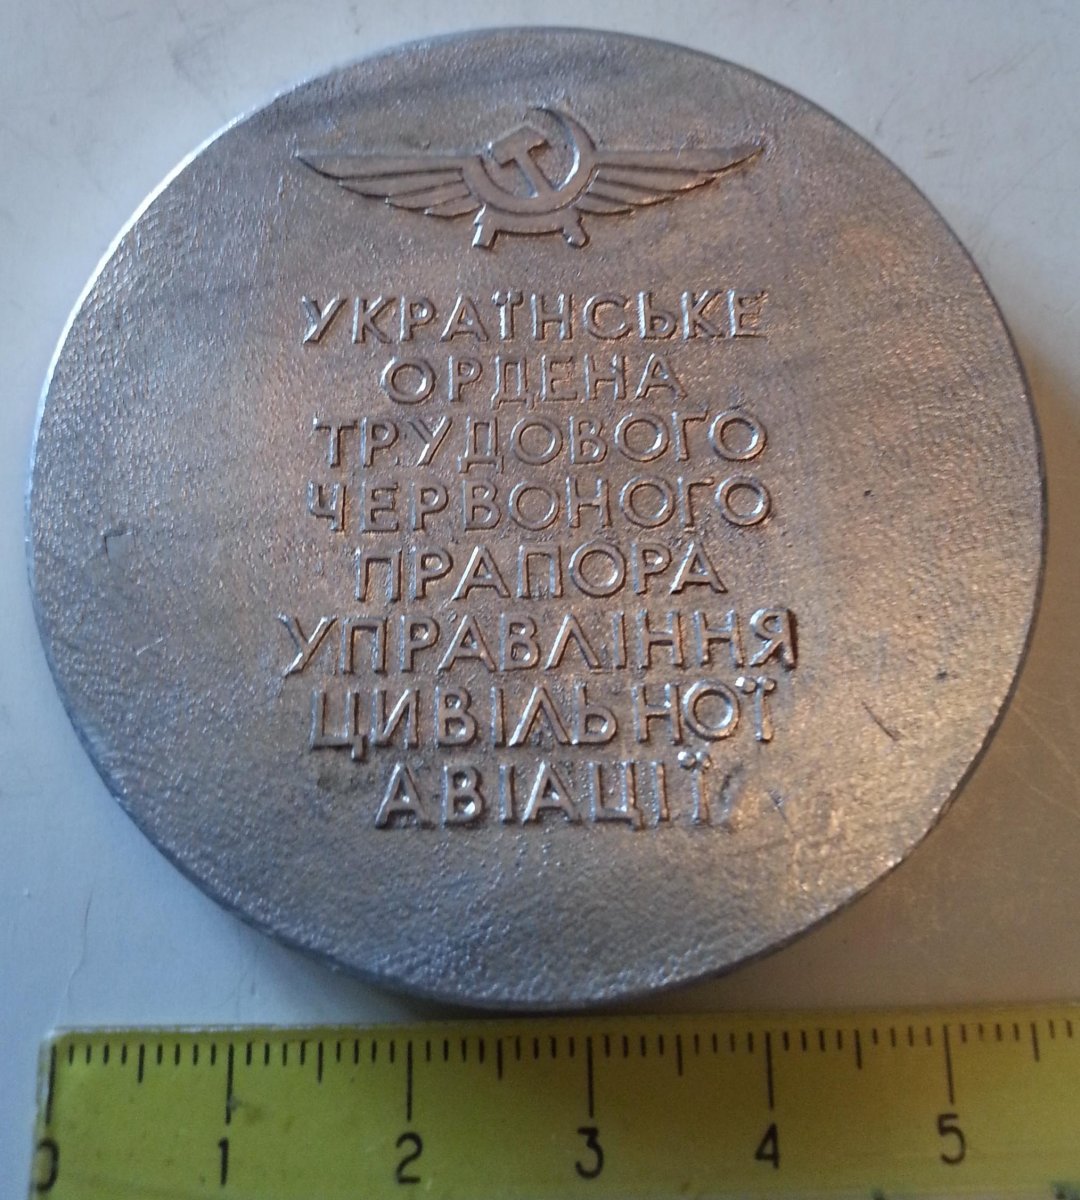 УКРАЇНСЬКЕ
ОРДЕНА
ТРУДОВОГО
ЧЕРВОНОГО
ПРАПОРА
УПРАВЛІННЯ
ЦИВІЛЬНОЇ
АВІАЦІЇ
0 1 2 3 4 5